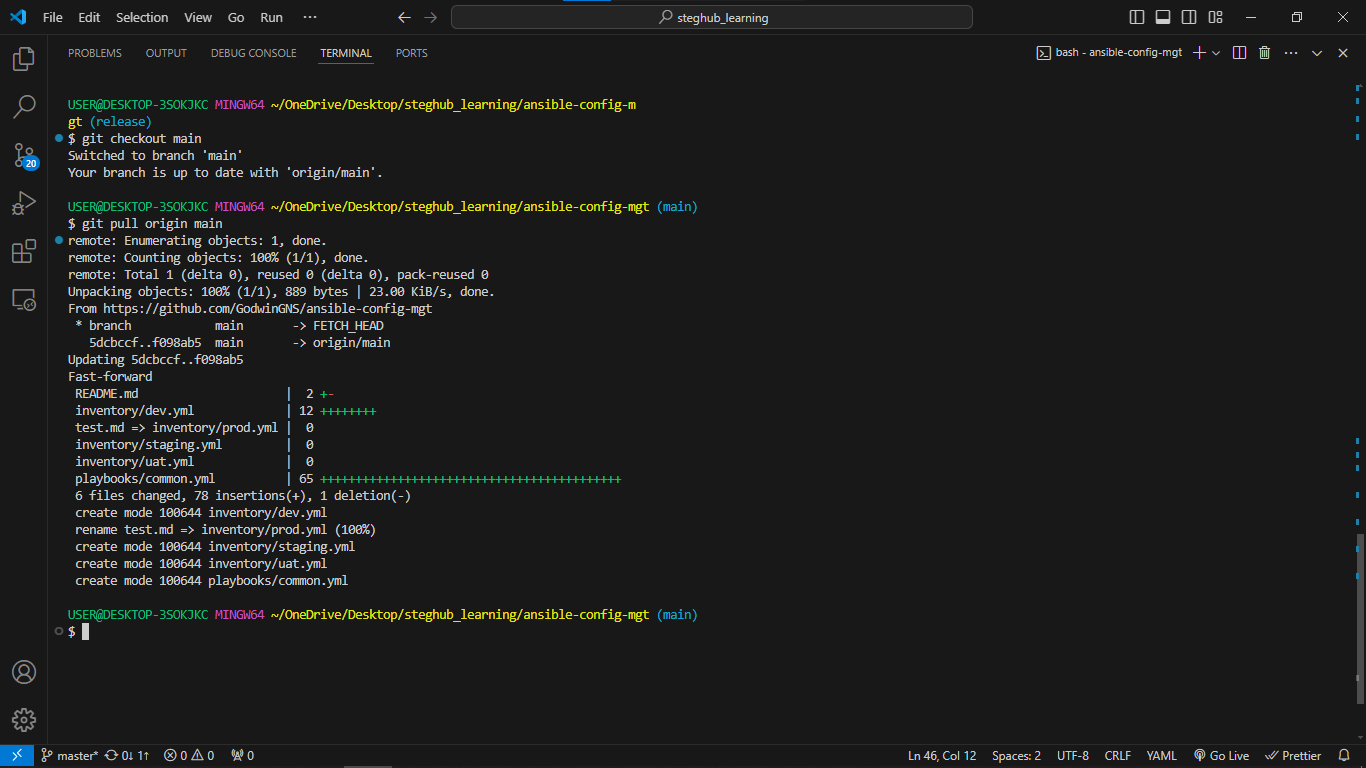 File Edit Selection View Go Run ··· steghub_learning
PROBLEMS OUTPUT DEBUG CONSOLE TERMINAL PORTS bash - ansible-config-mgt
USER@DESKTOP-3SOKJKC MINGW64 ~/OneDrive/Desktop/steghub_learning/ansible-config-m
gt (release)
$ git checkout main
Switched to branch 'main'
Your branch is up to date with 'origin/main'.
USER@DESKTOP-3SOKJKC MINGW64 ~/OneDrive/Desktop/steghub_learning/ansible-config-mgt (main)
$ git pull origin main
remote: Enumerating objects: 1, done.
remote: Counting objects: 100% (1/1), done.
remote: Total 1 (delta 0), reused 0 (delta 0), pack-reused 0
Unpacking objects: 100% (1/1), 889 bytes | 23.00 KiB/s, done.
From https://github.com/GodwinGNS/ansible-config-mgt
 * branch            main       -> FETCH_HEAD
   5dcbccf..f098ab5  main       -> origin/main
Updating 5dcbccf..f098ab5
Fast-forward
 README.md                     |  2 +-
 inventory/dev.yml             | 12 ++++++++
 test.md => inventory/prod.yml |  0
 inventory/staging.yml         |  0
 inventory/uat.yml             |  0
 playbooks/common.yml          | 65 +++++++++++++++++++++++++++++++++++++++++++
 6 files changed, 78 insertions(+), 1 deletion(-)
 create mode 100644 inventory/dev.yml
 rename test.md => inventory/prod.yml (100%)
 create mode 100644 inventory/staging.yml
 create mode 100644 inventory/uat.yml
 create mode 100644 playbooks/common.yml
USER@DESKTOP-3SOKJKC MINGW64 ~/OneDrive/Desktop/steghub_learning/ansible-config-mgt (main)
$
20
master* 0↓ 1↑ 0 0 0 Ln 46, Col 12 Spaces: 2 UTF-8 CRLF YAML Go Live Prettier